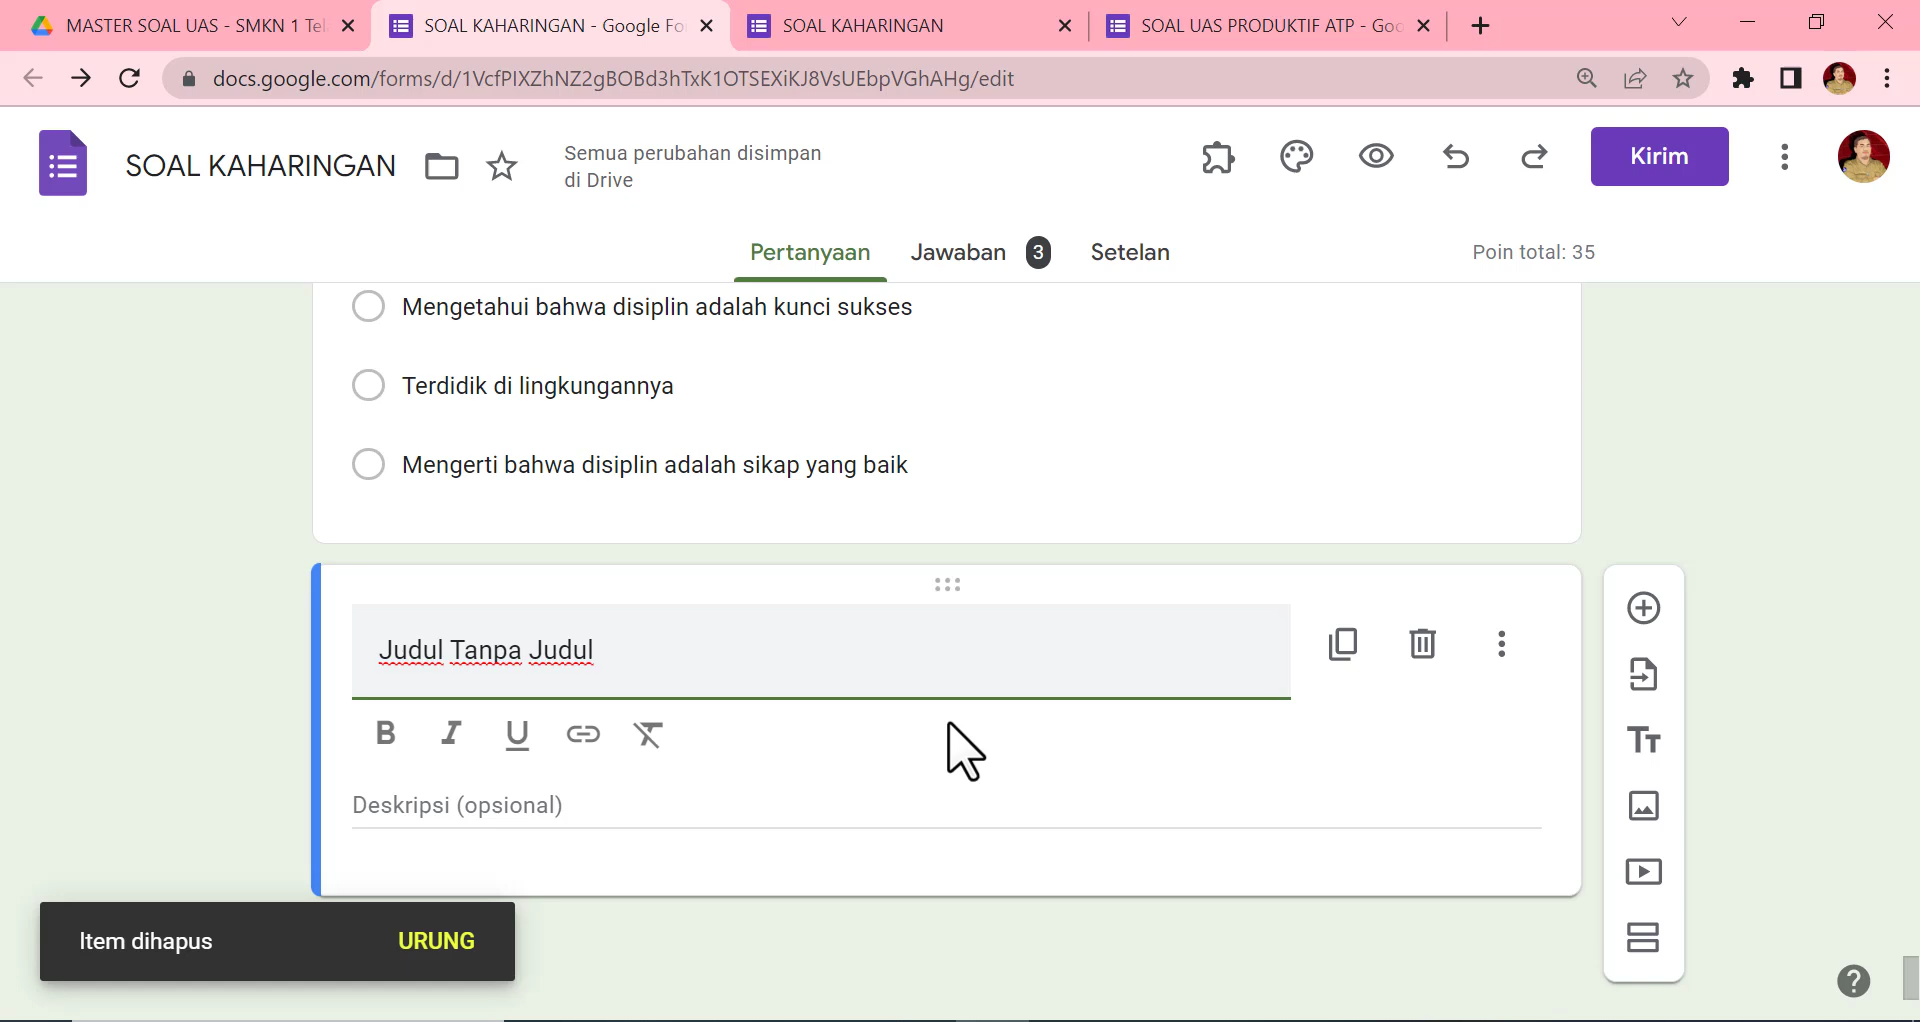 MASTER SOAL UAS - SMKN 1 Tel
SOAL KAHARINGAN - Google Fo
SOAL KAHARINGAN
SOAL UAS PRODUKTIF ATP - Goo
docs.google.com/forms/d/1VcfPIXZhNZ2gBOBd3hTxK1OTSEXiKJ8VsUEbpVGhAHg/edit
SOAL KAHARINGAN
Semua perubahan disimpan
di Drive
Kirim
Pertanyaan
Jawaban 3
Setelan
Poin total: 35
Mengetahui bahwa disiplin adalah kunci sukses
Terdidik di lingkungannya
Mengerti bahwa disiplin adalah sikap yang baik
Judul Tanpa Judul
B I U
Deskripsi (opsional)
Tт
Item dihapus URUNG